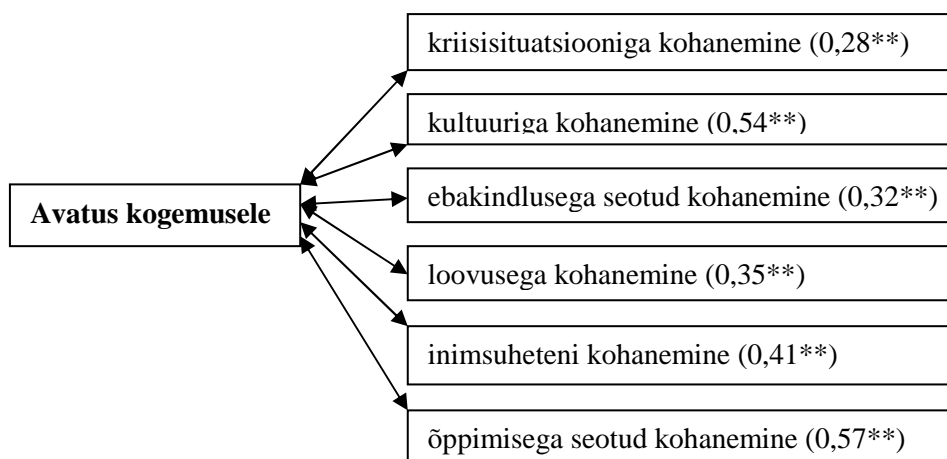 kriisisituatsiooniga kohanemine (0,28**)
kultuuriga kohanemine (0,54**)
ebakindlusega seotud kohanemine (0,32**)
Avatus kogemusele
loovusega kohanemine (0,35**)
inimsuheteni kohanemine (0,41**)
õppimisega seotud kohanemine (0,57**)